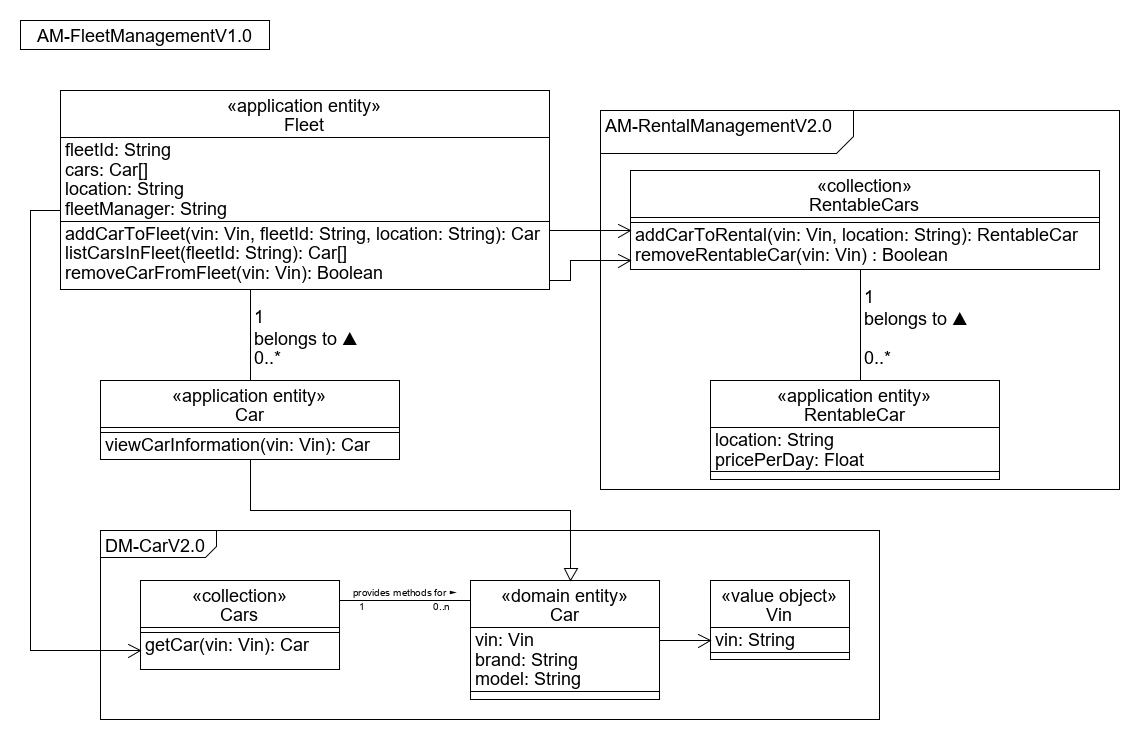 AM-FleetManagementV1.0
«application entity»
Fleet
fleetId: String
cars: Car[]
location: String
fleetManager: String
addCarToFleet(vin: Vin, fleetId: String, location: String): Car
listCarsInFleet(fleetId: String): Car[]
removeCarFromFleet(vin: Vin): Boolean
AM-RentalManagementV2.0
«collection»
RentableCars
addCarToRental(vin: Vin, location: String): RentableCar
removeRentableCar(vin: Vin) : Boolean
1
belongs to ▲
0..*
1
belongs to ▲
0..*
«application entity»
Car
viewCarInformation(vin: Vin): Car
«application entity»
RentableCar
location: String
pricePerDay: Float
DM-CarV2.0
«collection»
Cars
getCar(vin: Vin): Car
provides methods for ►
1
0..n
«domain entity»
Car
vin: Vin
brand: String
model: String
«value object»
Vin
vin: String